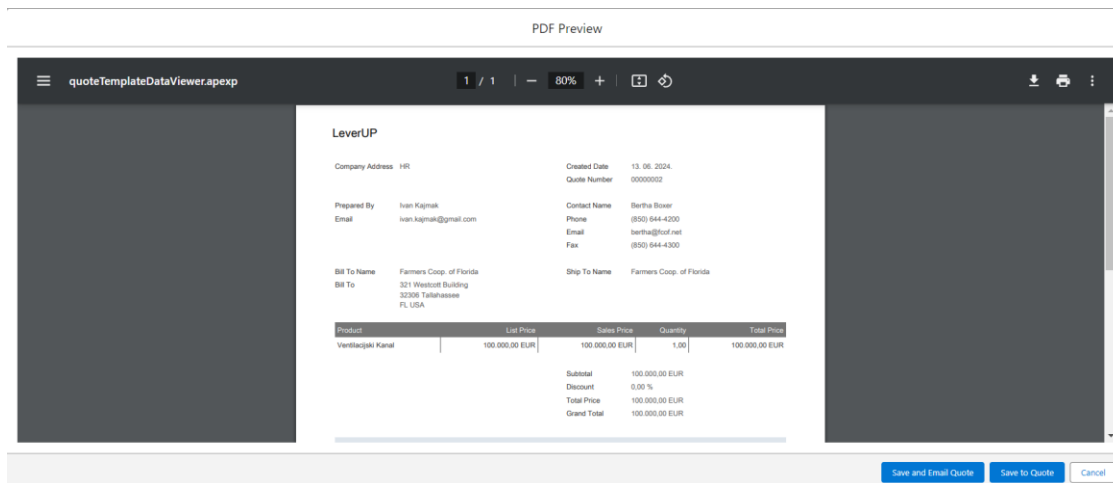 PDF Preview
quoteTemplateDataViewer.apexp 1 / 1 80%
LeverUP
Company Address HR Created Date 13. 06. 2024.
Quote Number 00000002
Prepared By Ivan Kajmak Contact Name Bertha Boxer
Email ivan.kajmak@gmail.com Phone (850) 644-4200
Email bertha@fcof.net
Fax (850) 644-4300
Bill To Name Farmers Coop. of Florida Ship To Name Farmers Coop. of Florida
Bill To 321 Westcott Building
32306 Tallahassee
FL USA
Product List Price Sales Price Quantity Total Price
Ventilacijski Kanal 100.000,00 EUR 100.000,00 EUR 1,00 100.000,00 EUR
Subtotal 100.000,00 EUR
Discount 0,00 %
Total Price 100.000,00 EUR
Grand Total 100.000,00 EUR
Save and Email Quote Save to Quote Cancel